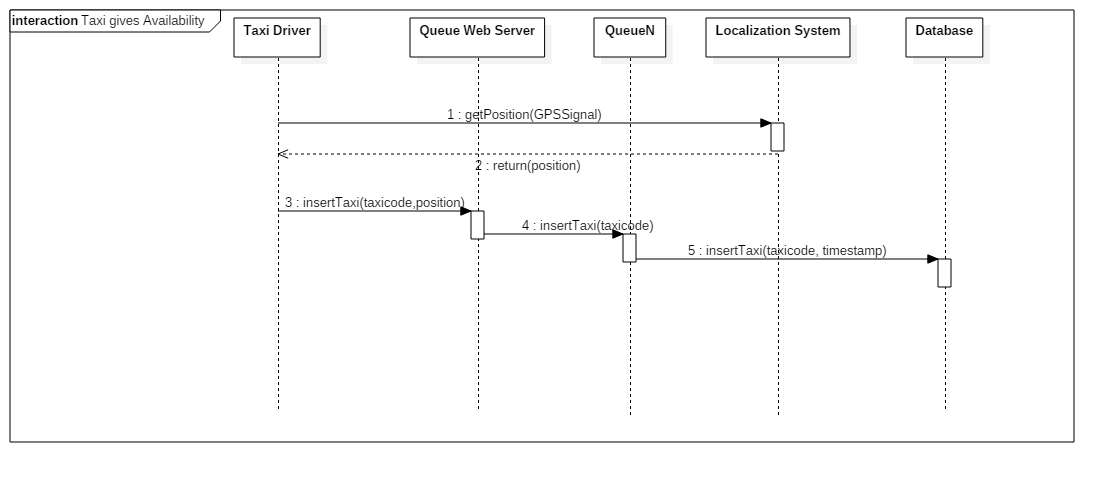 interaction Taxi gives Availability
Taxi Driver
Queue Web Server
QueueN
Localization System
Database
1 : getPosition(GPSSignal)
2 : return(position)
3 : insertTaxi(taxicode,position)
4 : insertTaxi(taxicode)
5 : insertTaxi(taxicode, timestamp)